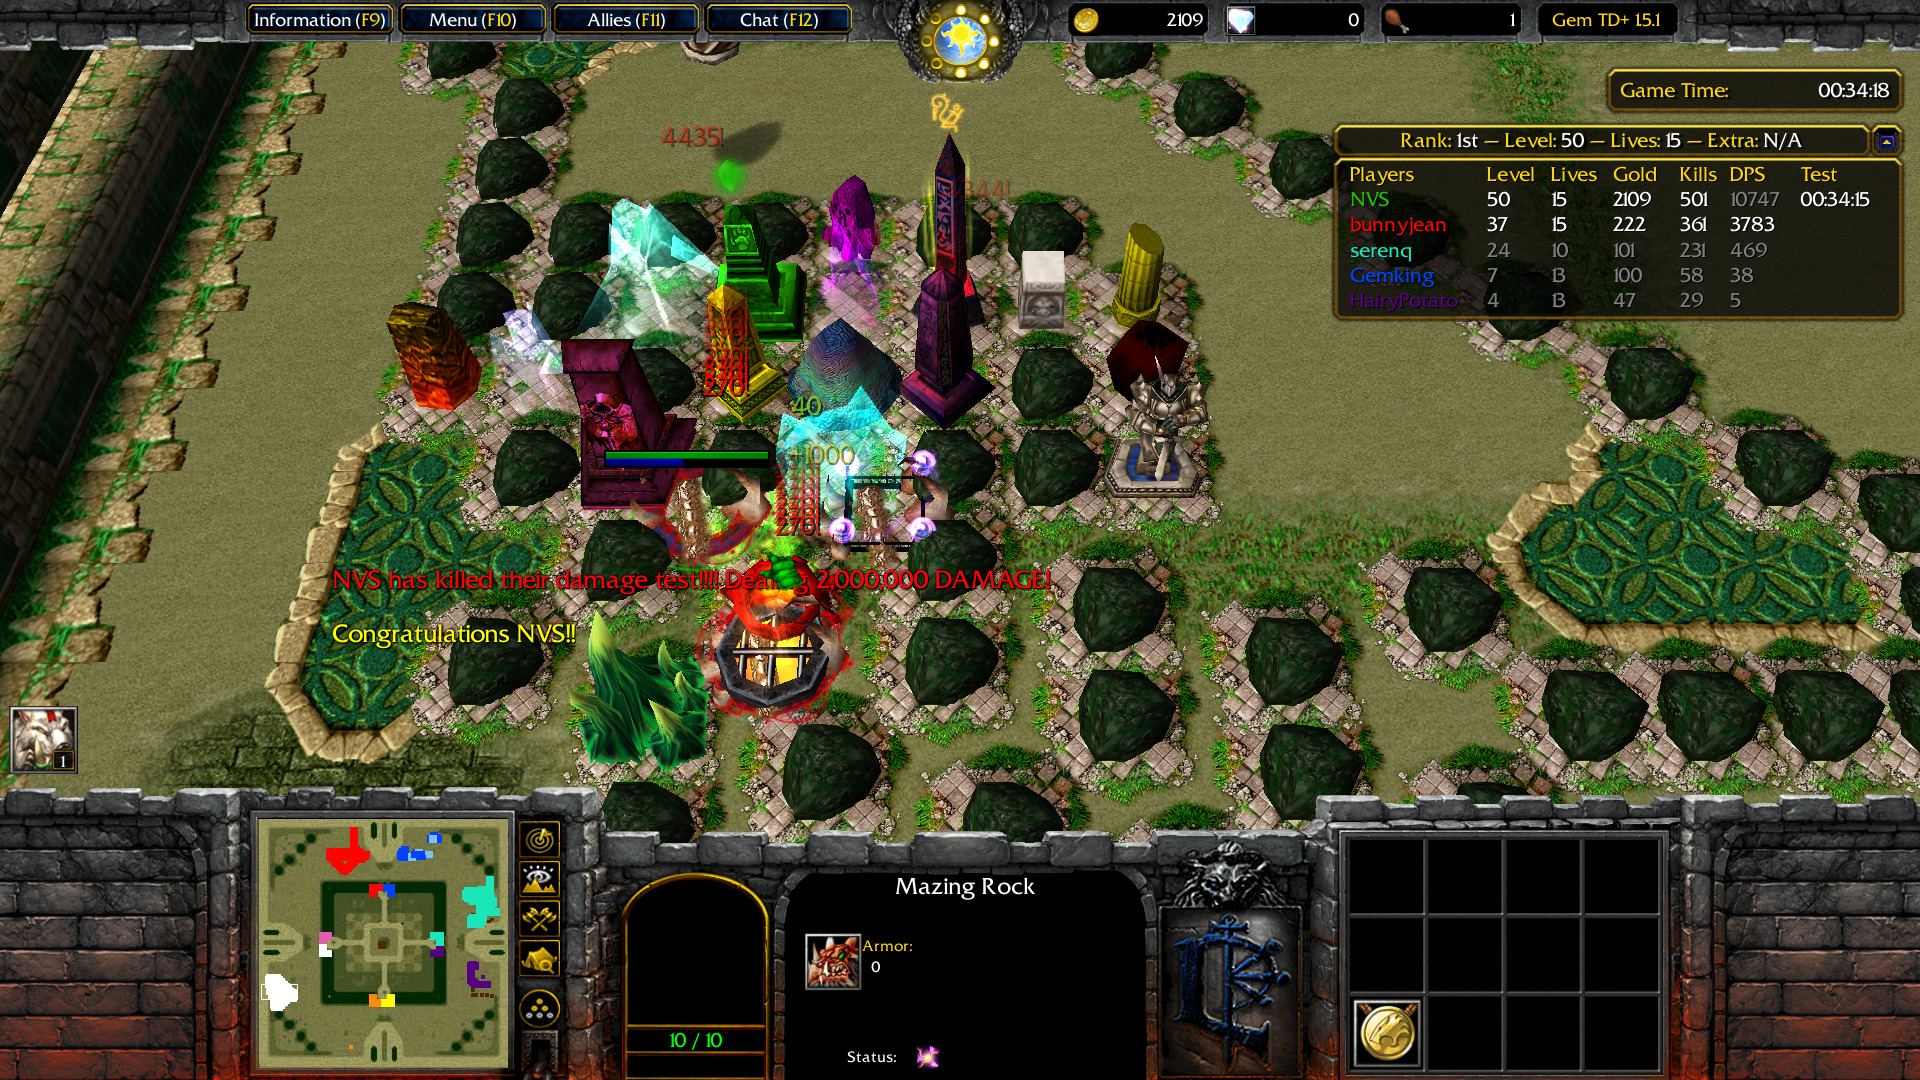 Information (F9) Menu (F10) Allies (F11) Chat (F12) 2109 0 1 Gem TD+ 15.1
Game Time: 00:34:18
Rank: 1st — Level: 50 — Lives: 15 — Extra: N/A
Players Level Lives Gold Kills DPS Test
NVS 50 15 2109 501 10747 00:34:15
bunnyjean 37 15 222 361 3783
serenq 24 10 101 231 469
Gemking 7 13 100 58 38
HairyPotato 4 13 47 29 5
4435!
344!
270!
40
+1000
270!
NVS has killed their damage test!!!! Dealing 2,000,000 DAMAGE!
Congratulations NVS!!
1
Mazing Rock
Armor:
0
10 / 10
Status: